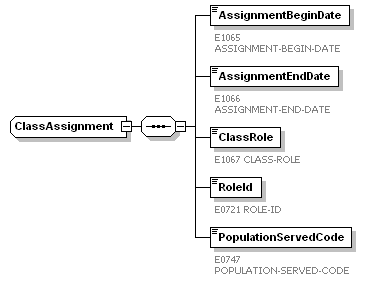 AssignmentBeginDate
E1065
ASSIGNMENT-BEGIN-DATE
AssignmentEndDate
E1066
ASSIGNMENT-END-DATE
ClassAssignment
ClassRole
E1067 CLASS-ROLE
RoleId
E0721 ROLE-ID
PopulationServedCode
E0747
POPULATION-SERVED-CODE